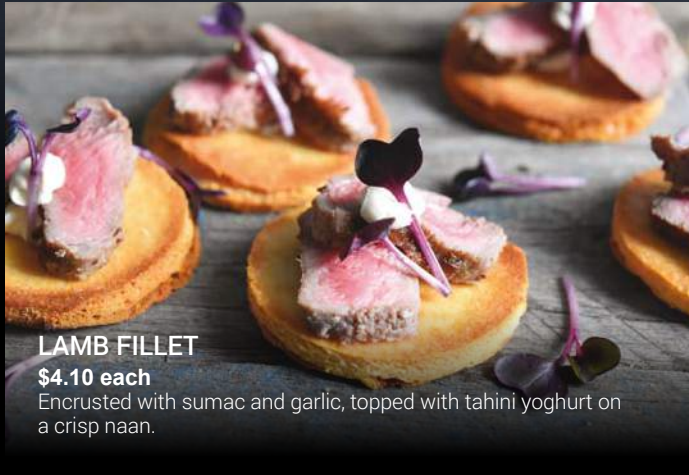 LAMB FILLET
$4.10 each
Encrusted with sumac and garlic, topped with tahini yoghurt on
a crisp naan.